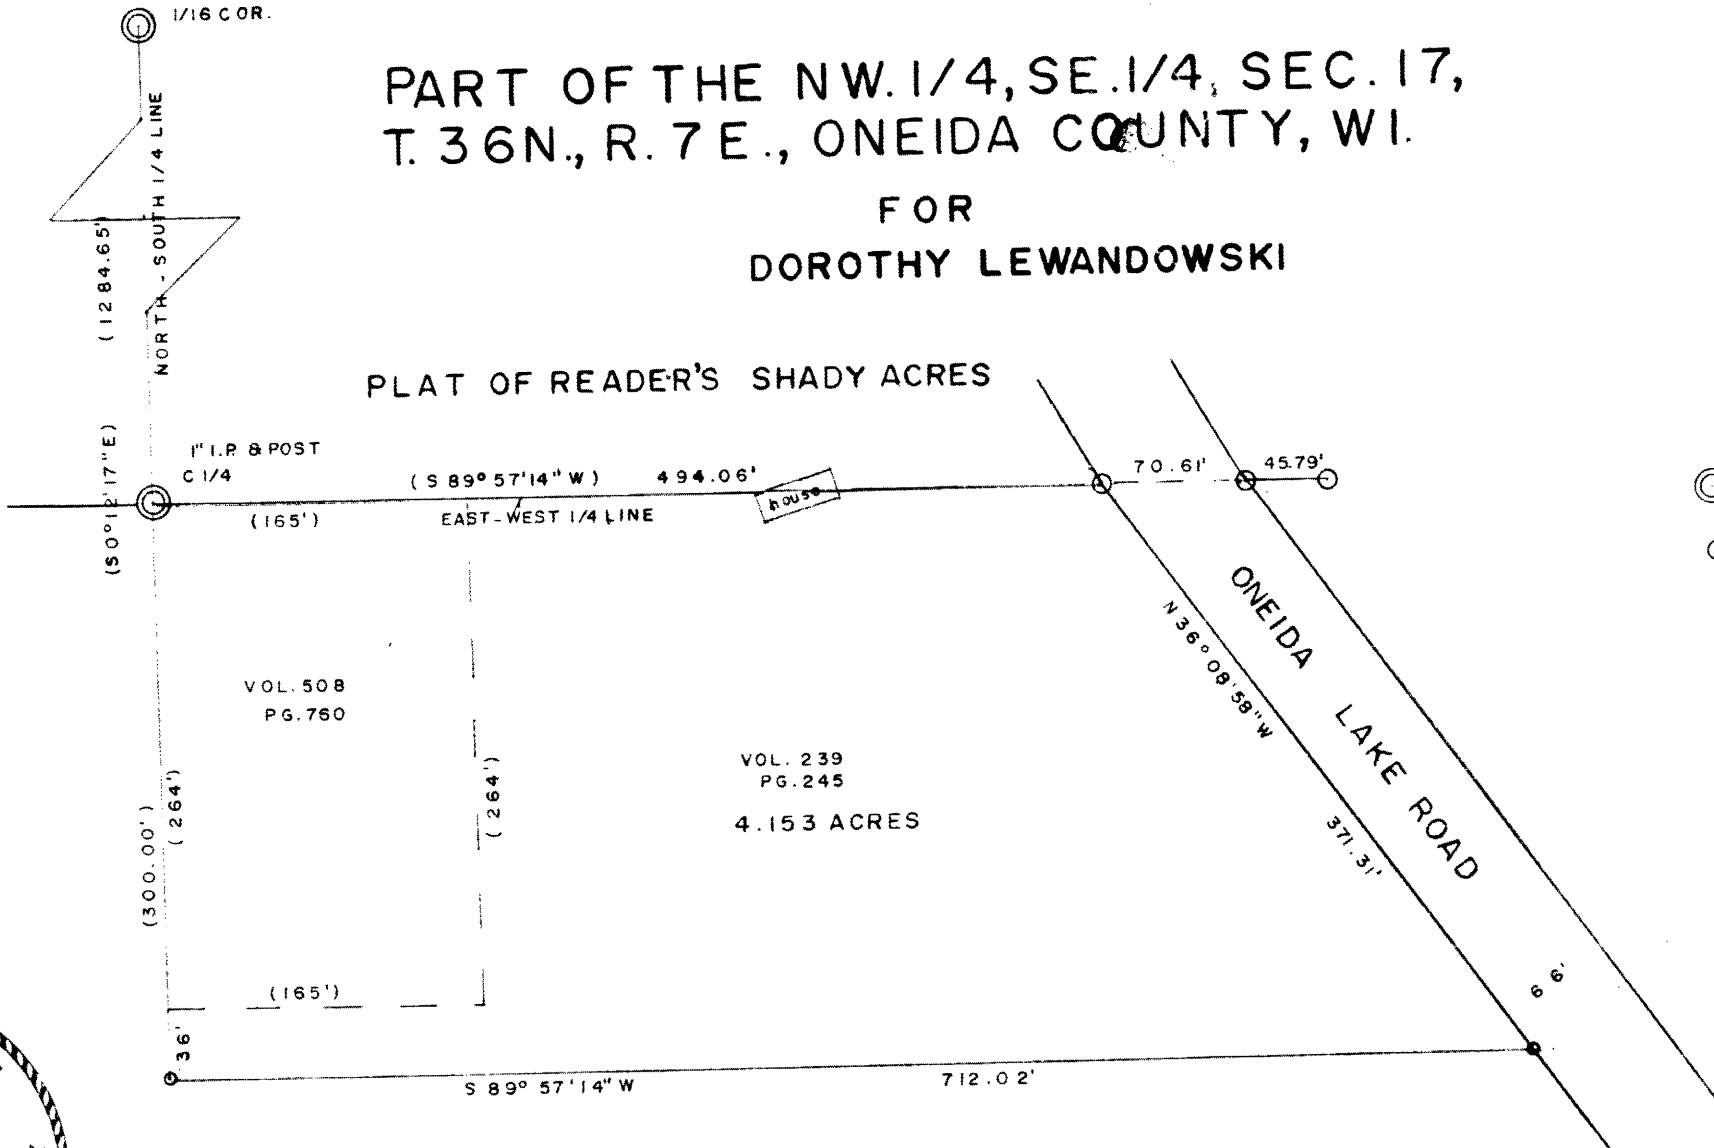 1/16 COR.
PART OF THE NW. 1/4, SE. 1/4, SEC. 17,
T. 36N., R. 7E., ONEIDA COUNTY, WI.
FOR
DOROTHY LEWANDOWSKI
NORTH - SOUTH 1/4 LINE
(1284.65')
PLAT OF READER'S SHADY ACRES
(S0°12'17"E)
1" I.P. & POST
C 1/4
(S 89°57'14" W) 494.06'
house
70.61'
45.79'
(165')
EAST-WEST 1/4 LINE
ONEIDA LAKE ROAD
N 36°08'58" W
371.31'
VOL. 508
PG. 760
VOL. 239
PG. 245
4.153 ACRES
(264')
(264')
(300.00')
(165')
36'
66'
S 89° 57'14" W
712.02'